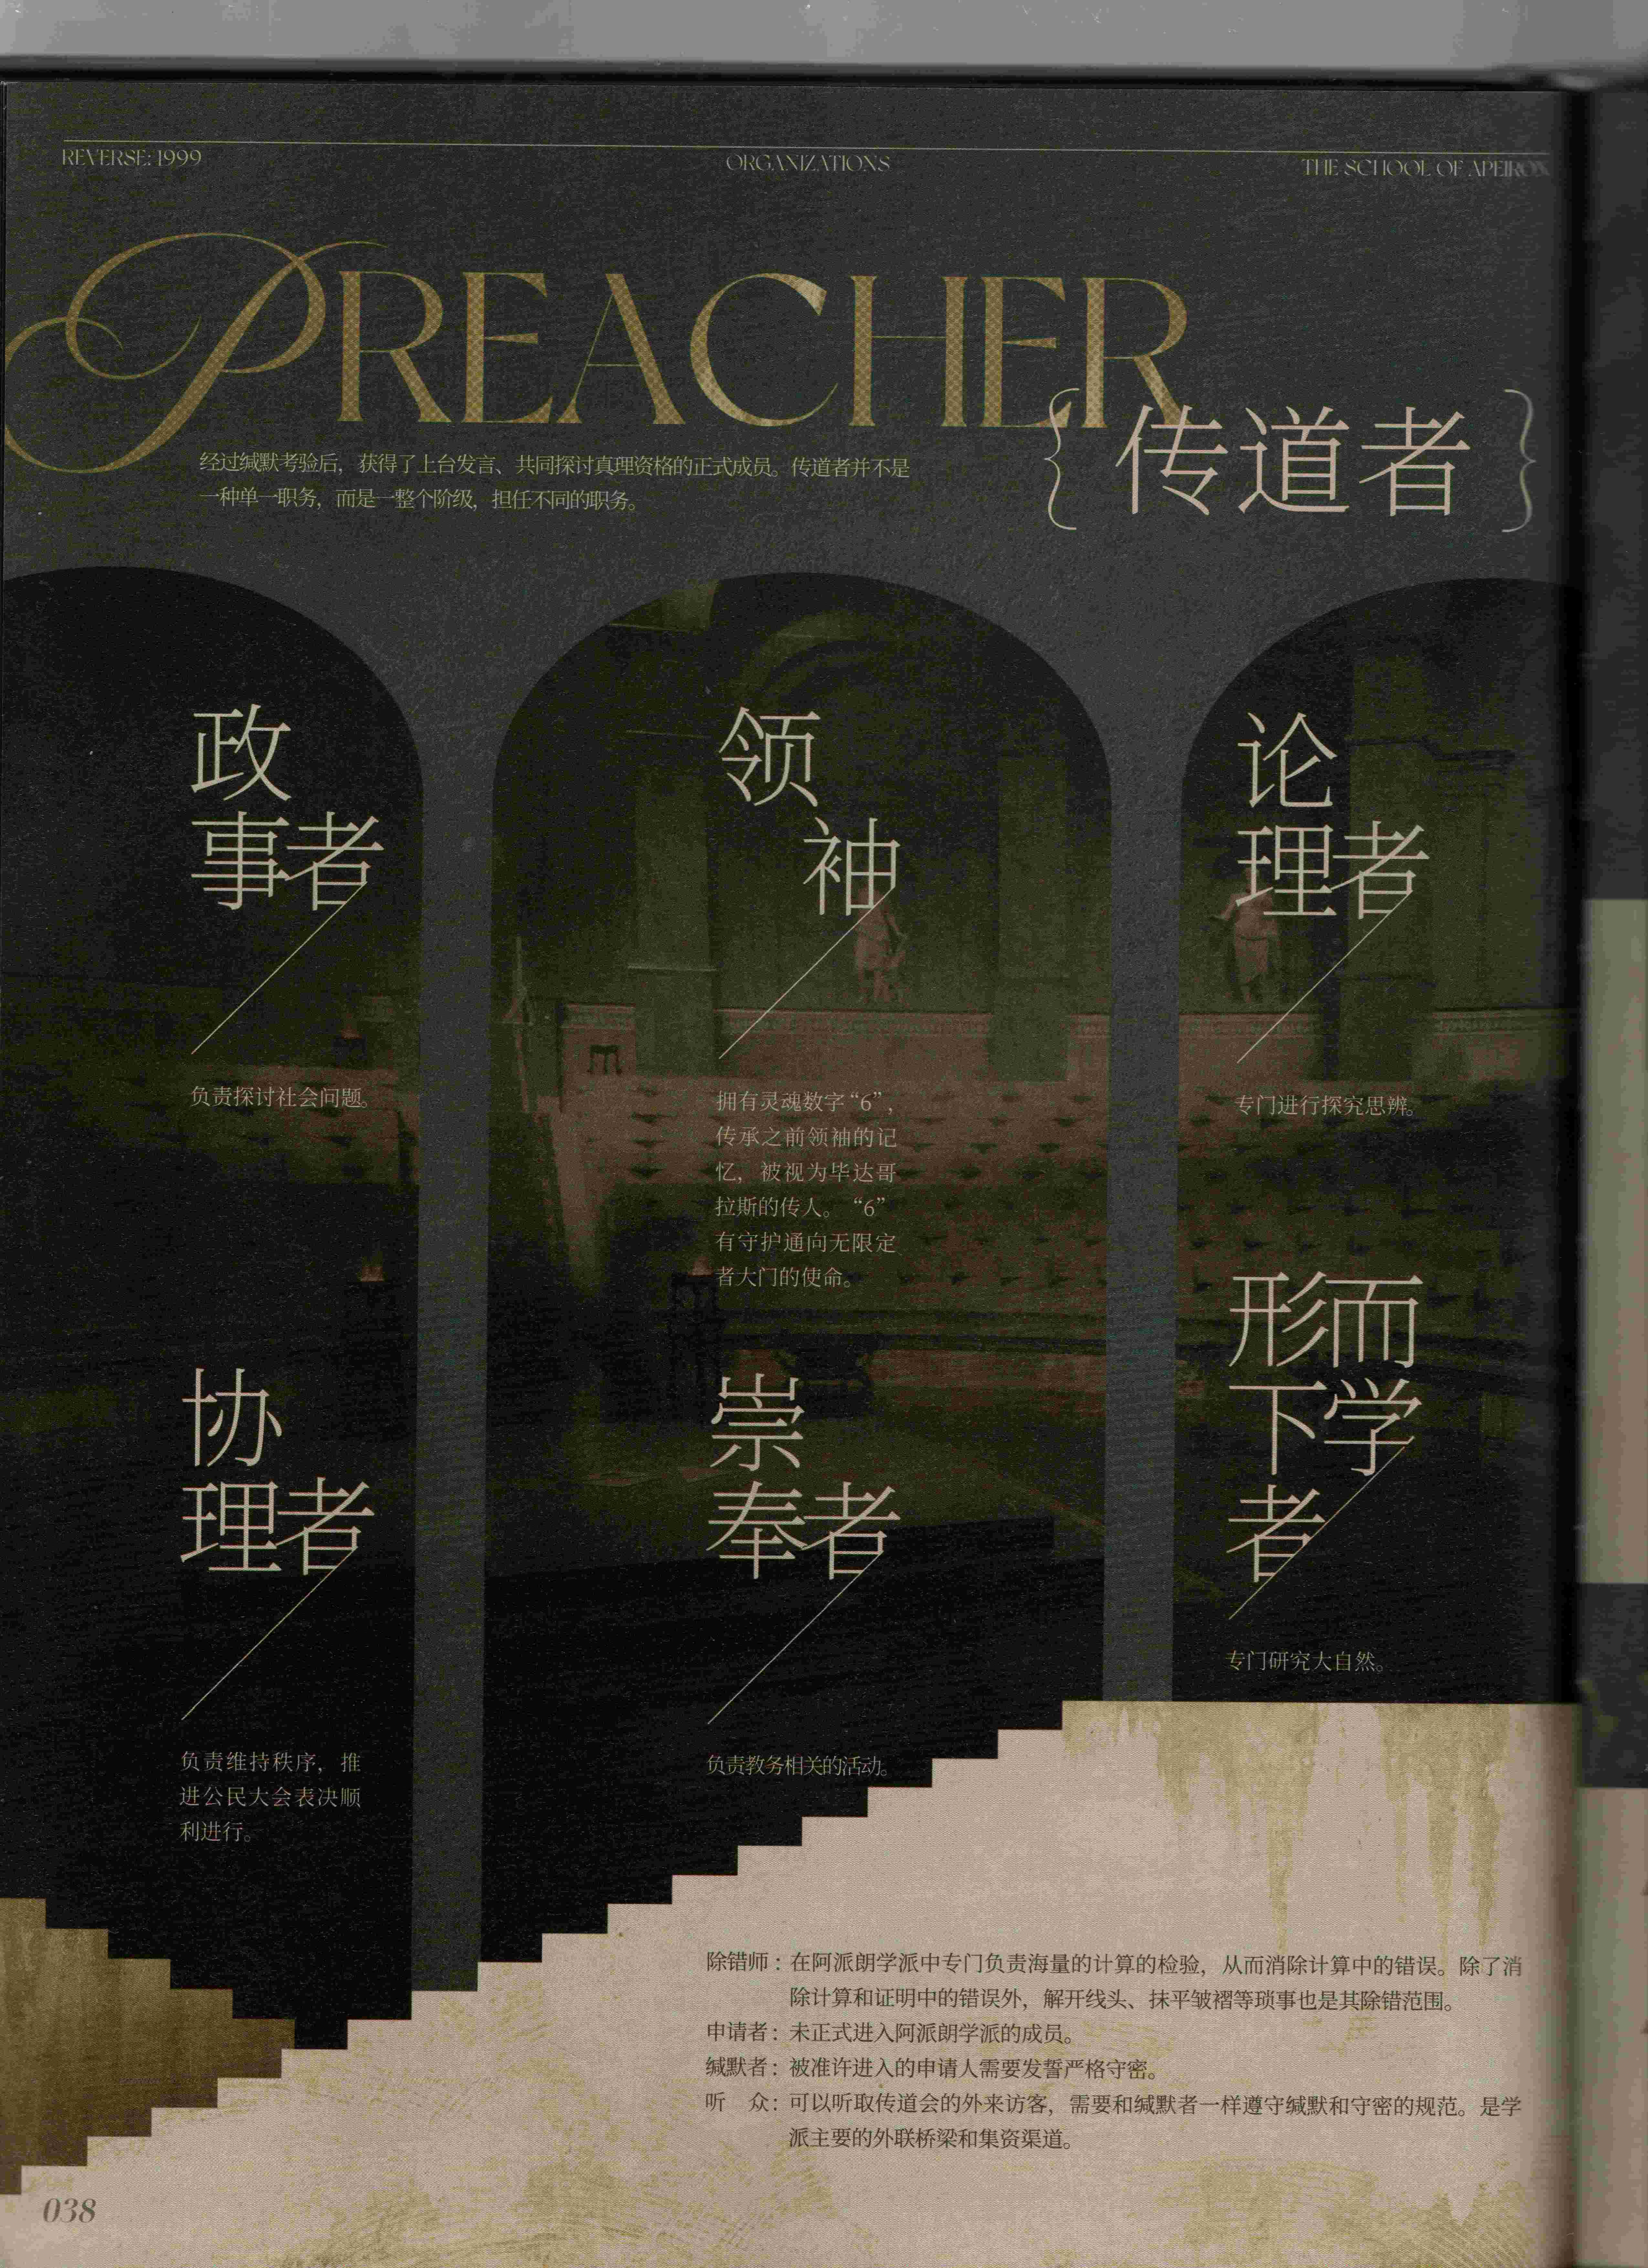 REVERSE: 1999
ORGANIZATIONS
THE SCHOOL OF APEIRON
PREACHER
{传道者}
经过缄默考验后，获得了上台发言、共同探讨真理资格的正式成员。传道者并不是
一种单一职务，而是一整个阶级，担任不同的职务。
政
事者
负责探讨社会问题。
领
袖
拥有灵魂数字“6”，
传承之前领袖的记
忆，被视为毕达哥
拉斯的传人。“6”
有守护通向无限定
者大门的使命。
论
理者
专门进行探究思辨。
协
理者
负责维持秩序，推
进公民大会表决顺
利进行。
崇
奉者
负责教务相关的活动。
形而
下学
者
专门研究大自然。
除错师：在阿派朗学派中专门负责海量的计算的检验，从而消除计算中的错误。除了消
除计算和证明中的错误外，解开线头、抹平皱褶等琐事也是其除错范围。
申请者：未正式进入阿派朗学派的成员。
缄默者：被准许进入的申请人需要发誓严格守密。
听　众：可以听取传道会的外来访客，需要和缄默者一样遵守缄默和守密的规范。是学
派主要的外联桥梁和集资渠道。
038